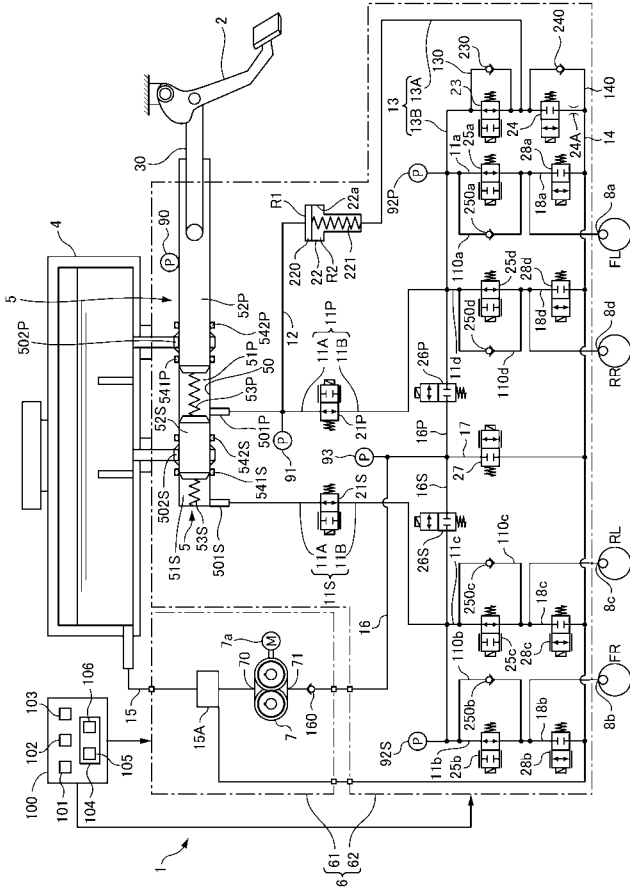 1
100
101
102
103
104
105
106
4
15
15A
6
61
62
7
7a
M
70
71
160
16
5
502P
502S
541P
542P
541S
542S
51P
50
53P
52P
52S
51S
53S
5
501S
501P
90
P
30
2
R1
22a
220
22
R2
221
12
91
P
93
P
11A
11B
11P
21P
11A
11B
11S
21S
26P
16P
16S
26S
17
27
13
13A
13B
130
230
23
240
24
24A
140
14
92P
P
11a
25a
250a
110a
18a
28a
FL
8a
25d
250d
11d
110d
18d
28d
RR
8d
11c
110c
250c
25c
18c
28c
RL
8c
92S
P
110b
250b
11b
25b
18b
28b
FR
8b